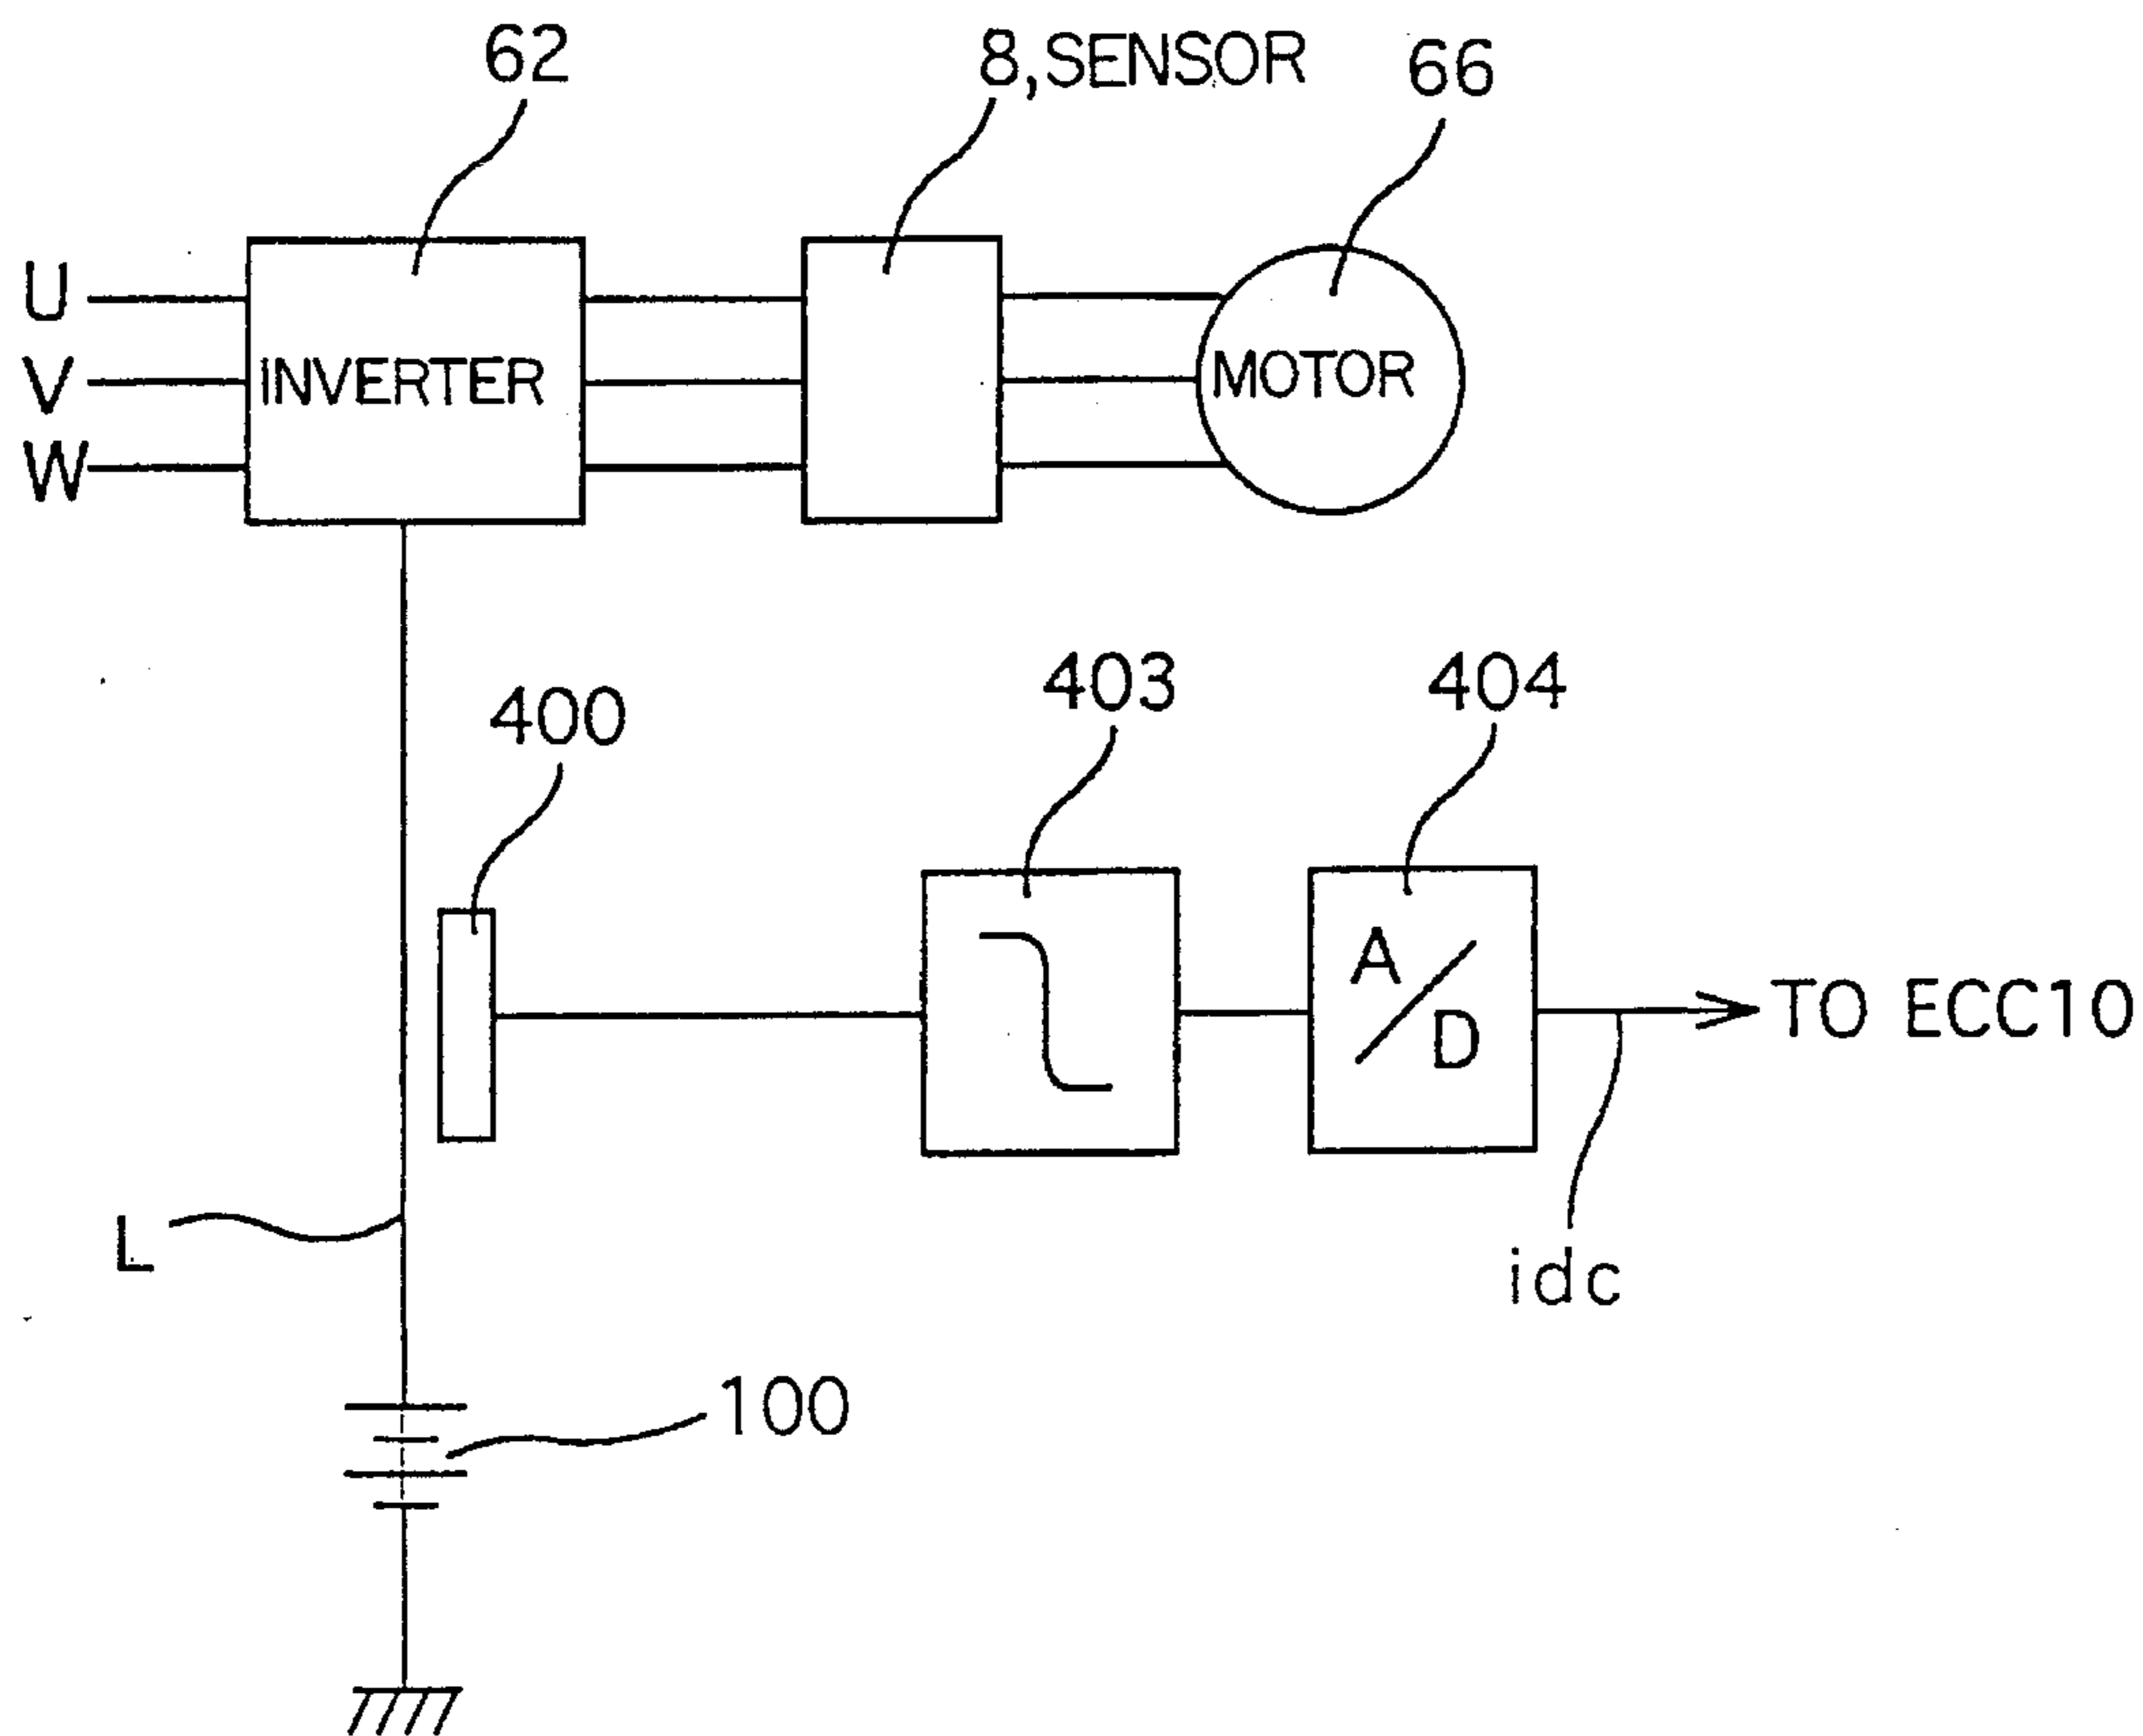 62
8,SENSOR
66
U
V
W
INVERTER
MOTOR
400
403
404
A/D
TO ECC10
L
idc
100